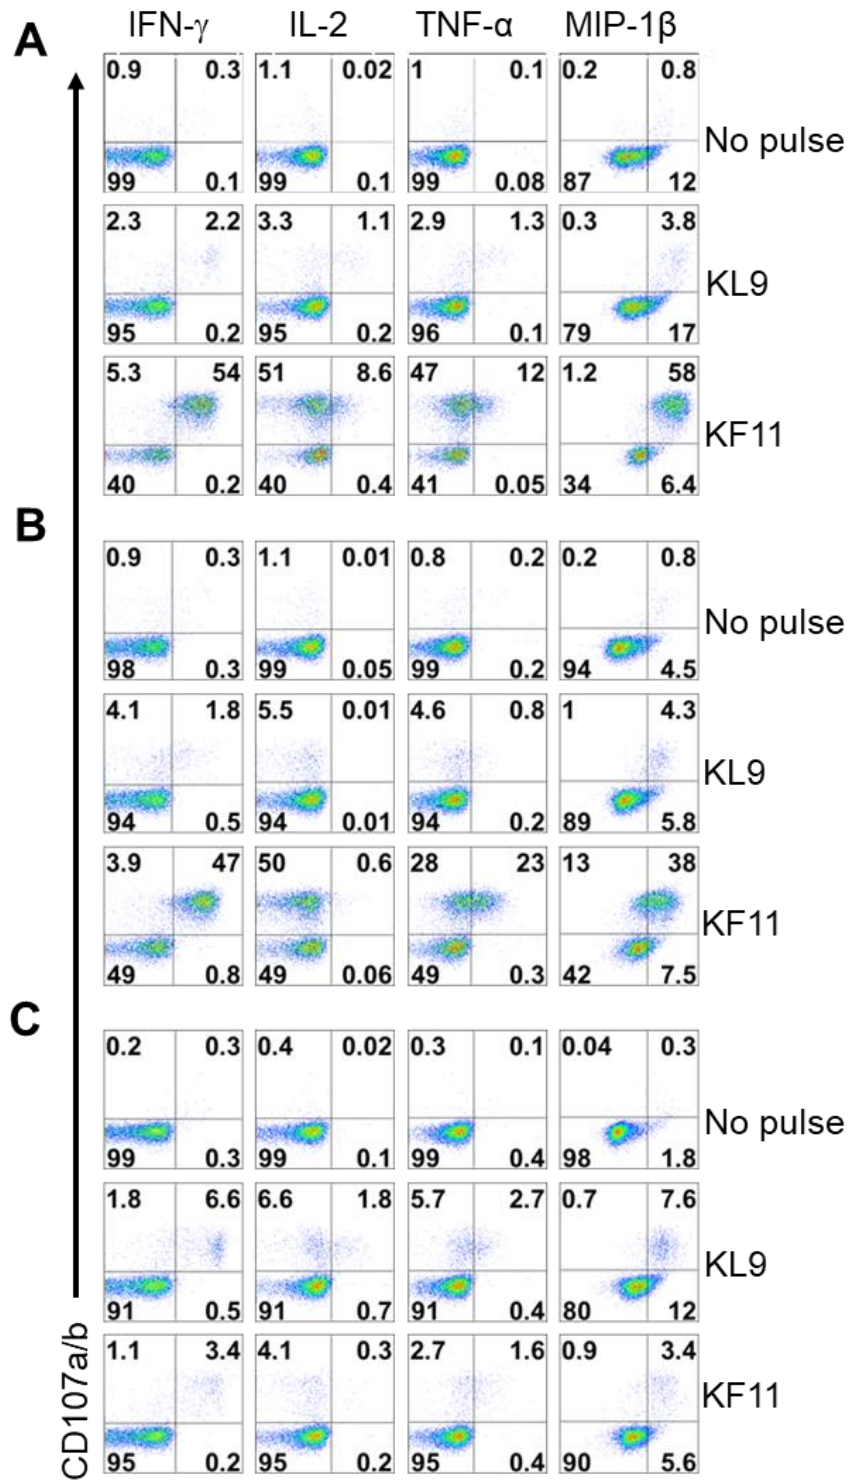 IFN-γ IL-2 TNF-α MIP-1β
A
0.9 0.3 1.1 0.02 1 0.1 0.2 0.8
No pulse
99 0.1 99 0.1 99 0.08 87 12
2.3 2.2 3.3 1.1 2.9 1.3 0.3 3.8
KL9
95 0.2 95 0.2 96 0.1 79 17
5.3 54 51 8.6 47 12 1.2 58
KF11
40 0.2 40 0.4 41 0.05 34 6.4
B
0.9 0.3 1.1 0.01 0.8 0.2 0.2 0.8
No pulse
98 0.3 99 0.05 99 0.2 94 4.5
4.1 1.8 5.5 0.01 4.6 0.8 1 4.3
KL9
94 0.5 94 0.01 94 0.2 89 5.8
3.9 47 50 0.6 28 23 13 38
KF11
49 0.8 49 0.06 49 0.3 42 7.5
C
0.2 0.3 0.4 0.02 0.3 0.1 0.04 0.3
No pulse
99 0.3 99 0.1 99 0.4 98 1.8
1.8 6.6 6.6 1.8 5.7 2.7 0.7 7.6
KL9
91 0.5 91 0.7 91 0.4 80 12
1.1 3.4 4.1 0.3 2.7 1.6 0.9 3.4
KF11
95 0.2 95 0.2 95 0.4 90 5.6
CD107a/b